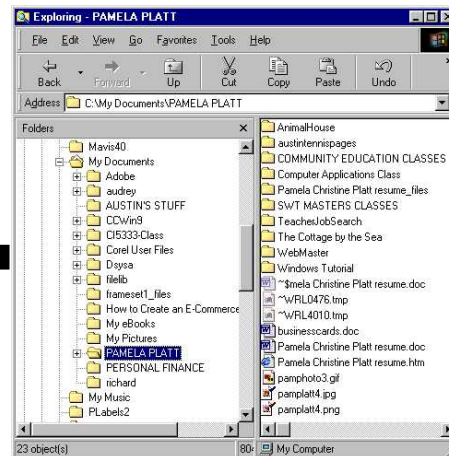 Exploring - PAMELA PLATT
File Edit View Go Favorites Tools Help
Back Forward Up Cut Copy Paste Undo
Address C:\My Documents\PAMELA PLATT
Folders
Mavis40
My Documents
Adobe
audrey
AUSTIN'S STUFF
CCWin9
CI5333-Class
Corel User Files
Dsysa
filelib
frameset1_files
How to Create an E-Commerce
My eBooks
My Pictures
PAMELA PLATT
PERSONAL FINANCE
richard
My Music
PLabels2
AnimalHouse
austintennispages
COMMUNITY EDUCATION CLASSES
Computer Applications Class
Pamela Christine Platt resume_files
SWT MASTERS CLASSES
TeacherJobSearch
The Cottage by the Sea
WebMaster
Windows Tutorial
~$mela Christine Platt resume.doc
~WRL0476.tmp
~WRL4010.tmp
businesscards.doc
Pamela Christine Platt resume.doc
Pamela Christine Platt resume.htm
pamphoto3.gif
pamplatt4.jpg
pamplatt4.png
23 object(s) 80 My Computer